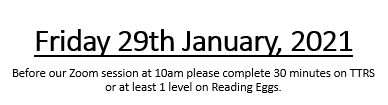 Friday 29th January, 2021
Before our Zoom session at 10am please complete 30 minutes on TTRS
or at least 1 level on Reading Eggs.